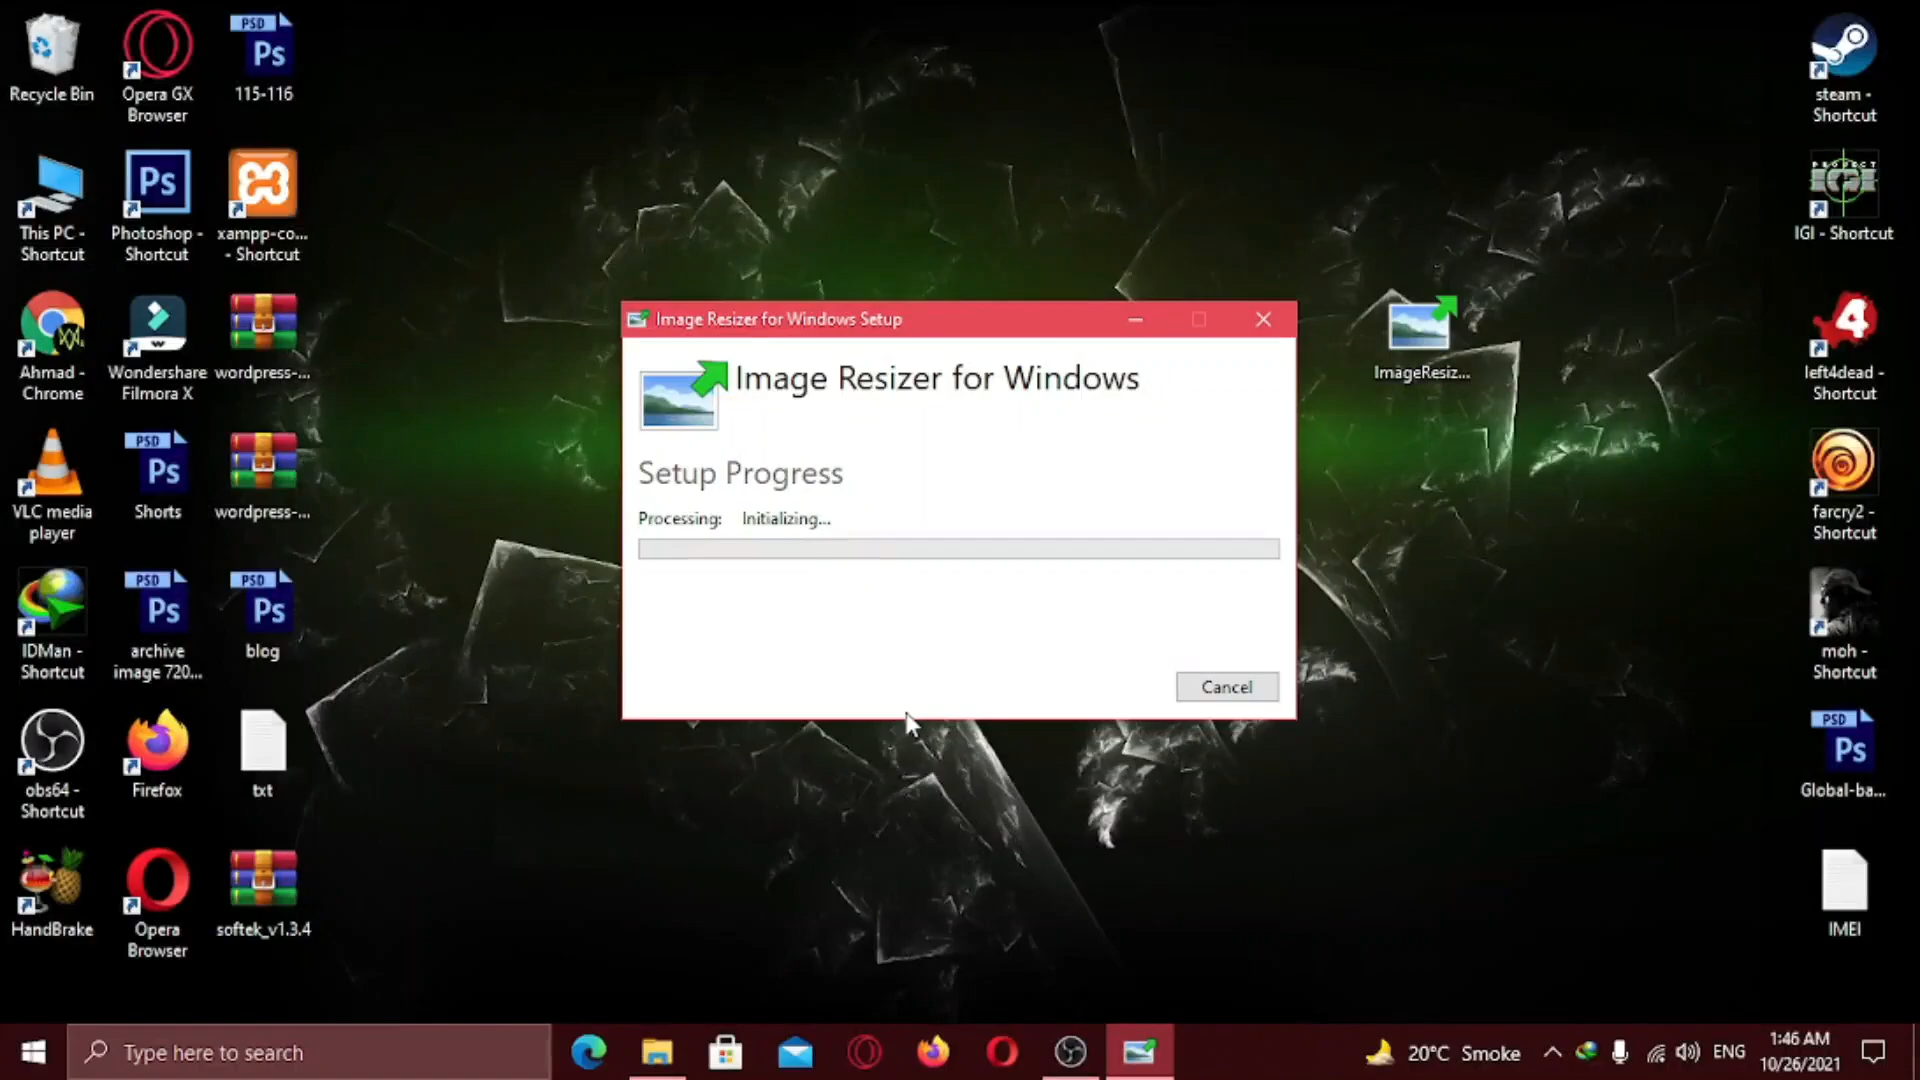 Recycle Bin
Opera GX
Browser
PSD
Ps
115-116
This PC -
Shortcut
Ps
Photoshop -
Shortcut
xampp-co...
- Shortcut
Ahmad -
Chrome
Wondershare
Filmora X
wordpress-...
VLC media
player
PSD
Ps
Shorts
wordpress-...
IDMan -
Shortcut
PSD
Ps
archive
image 720...
PSD
Ps
blog
obs64 -
Shortcut
Firefox
txt
HandBrake
Opera
Browser
softek_v1.3.4
Image Resizer for Windows Setup
Image Resizer for Windows
Setup Progress
Processing: Initializing...
Cancel
ImageResiz...
steam -
Shortcut
PROJECT
IGI
IGI - Shortcut
4
left4dead -
Shortcut
farcry2 -
Shortcut
moh -
Shortcut
PSD
Ps
Global-ba...
IMEI
Type here to search
20°C Smoke
ENG
1:46 AM
10/26/2021